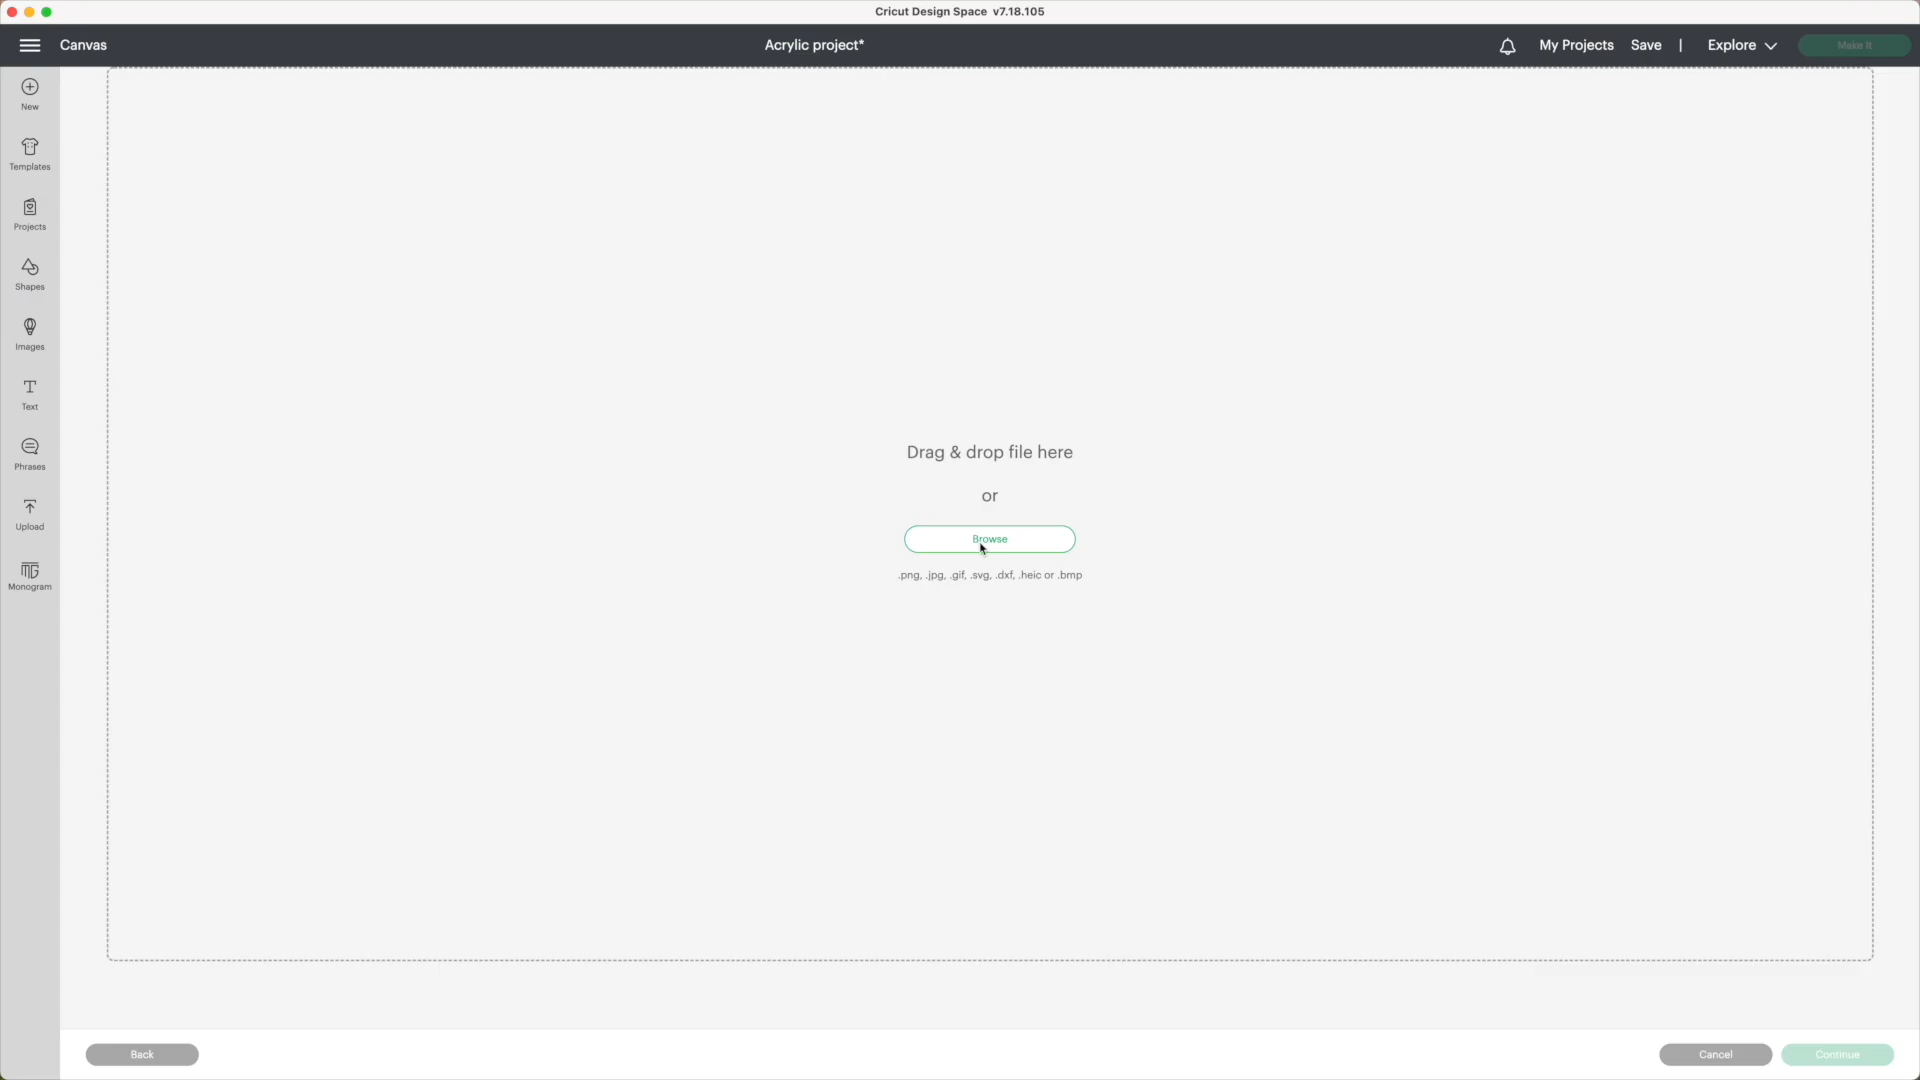 Cricut Design Space v7.18.105
Canvas
Acrylic project*
My Projects
Save
|
Explore
Make It
New
Templates
Projects
Shapes
Images
Text
Phrases
Upload
Monogram
Drag & drop file here
or
Browse
.png, .jpg, .gif, .svg, .dxf, .heic or .bmp
Back
Cancel
Continue